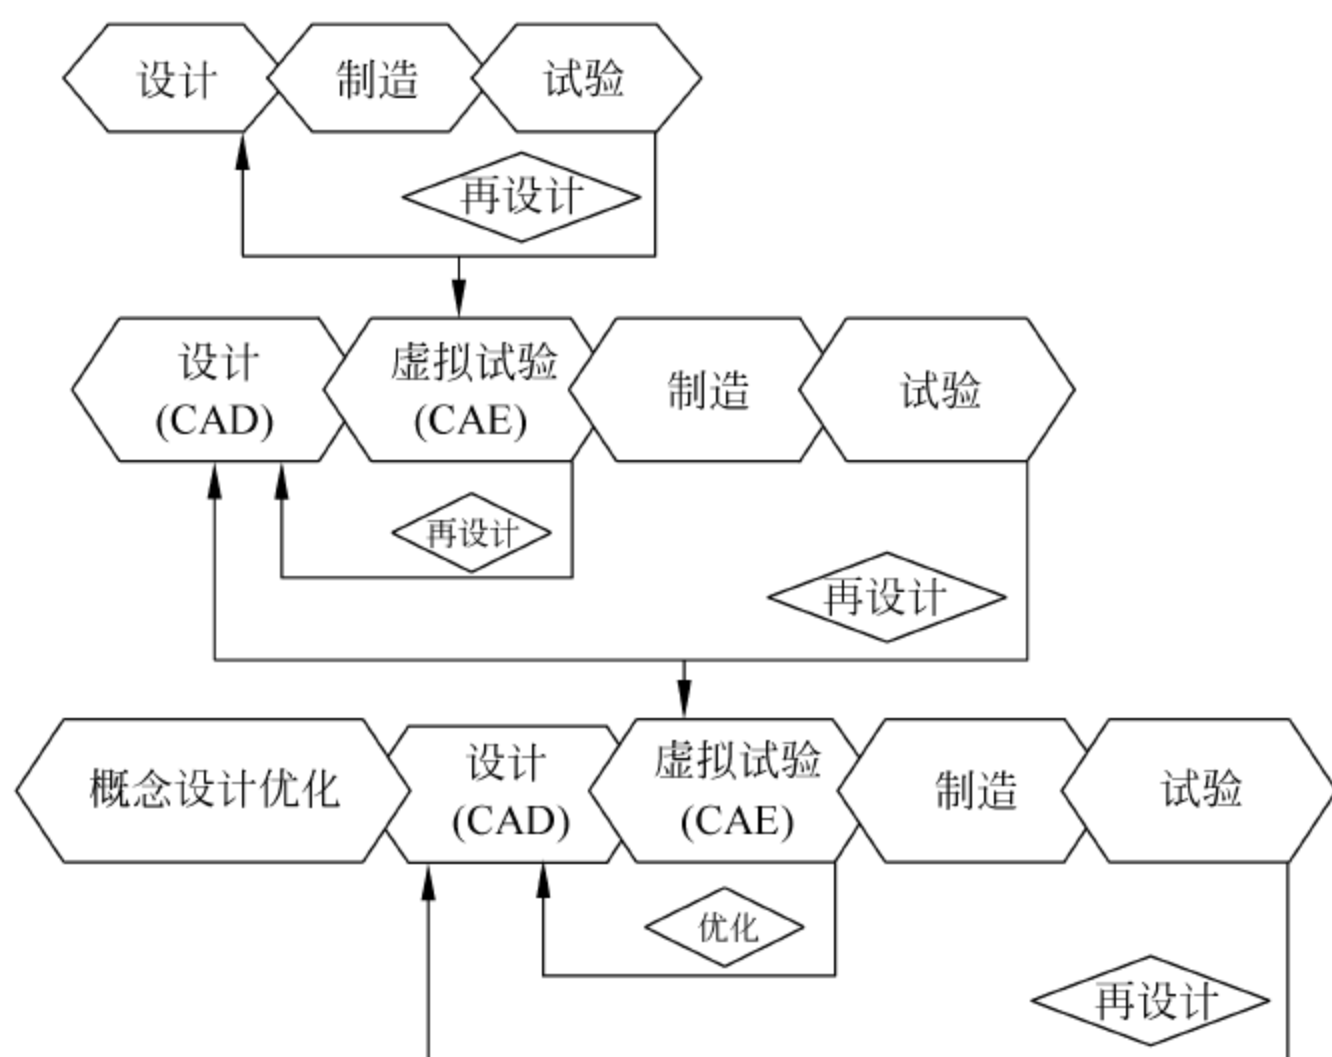 设计
制造
试验
再设计
设计
(CAD)
虚拟试验
(CAE)
制造
试验
再设计
再设计
概念设计优化
设计
(CAD)
虚拟试验
(CAE)
制造
试验
优化
再设计